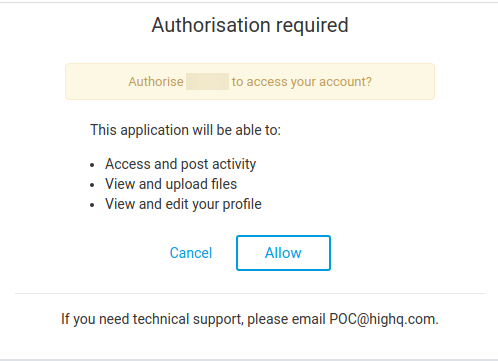 Authorisation required
Authorise to access your account?
This application will be able to:
• Access and post activity
• View and upload files
• View and edit your profile
Cancel Allow
If you need technical support, please email POC@highq.com.